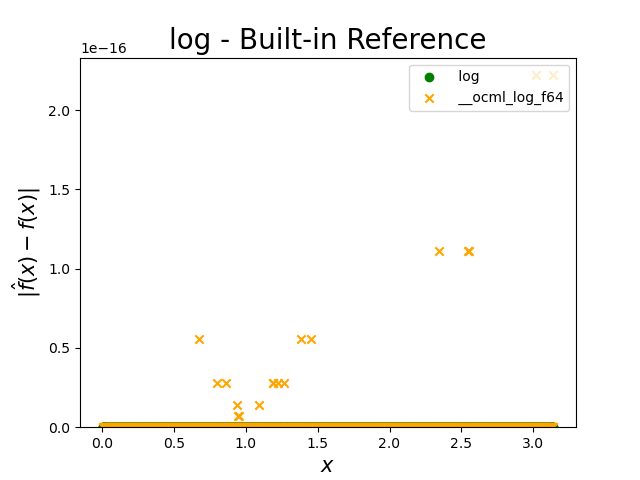 log - Built-in Reference
1e−16
log
__ocml_log_f64
2.0
1.5
1.0
0.5
0.0
|f̂(x) − f(x)|
0.0 0.5 1.0 1.5 2.0 2.5 3.0
x